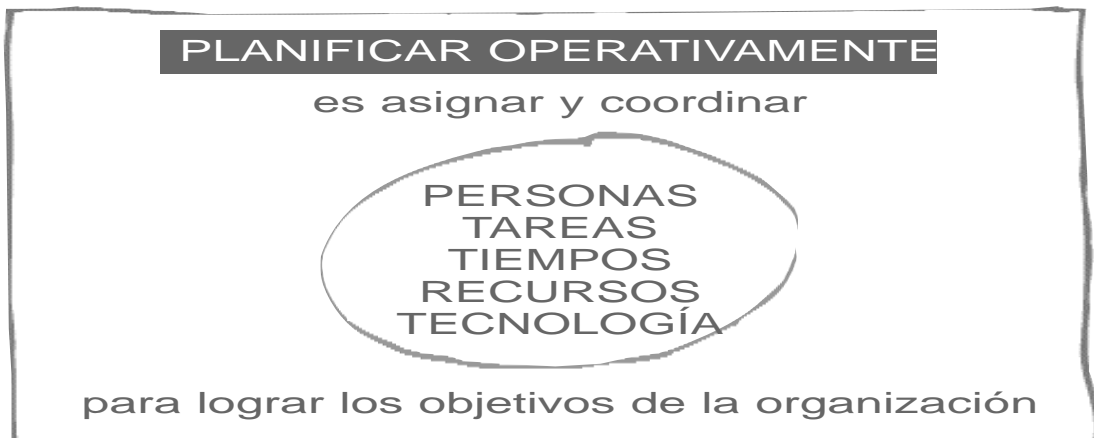 PLANIFICAR OPERATIVAMENTE
es asignar y coordinar
PERSONAS
TAREAS
TIEMPOS
RECURSOS
TECNOLOGÍA
para lograr los objetivos de la organización